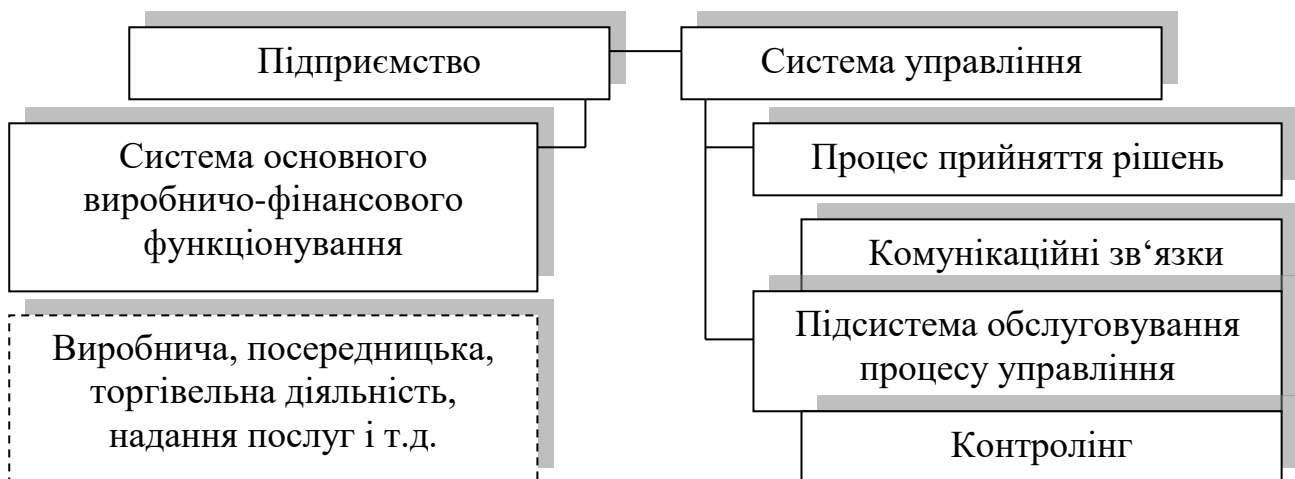 Підприємство
Система управління
Система основного
виробничо-фінансового
функціонування
Процес прийняття рішень
Комунікаційні зв‘язки
Виробнича, посередницька,
торгівельна діяльність,
надання послуг і т.д.
Підсистема обслуговування
процесу управління
Контролінг